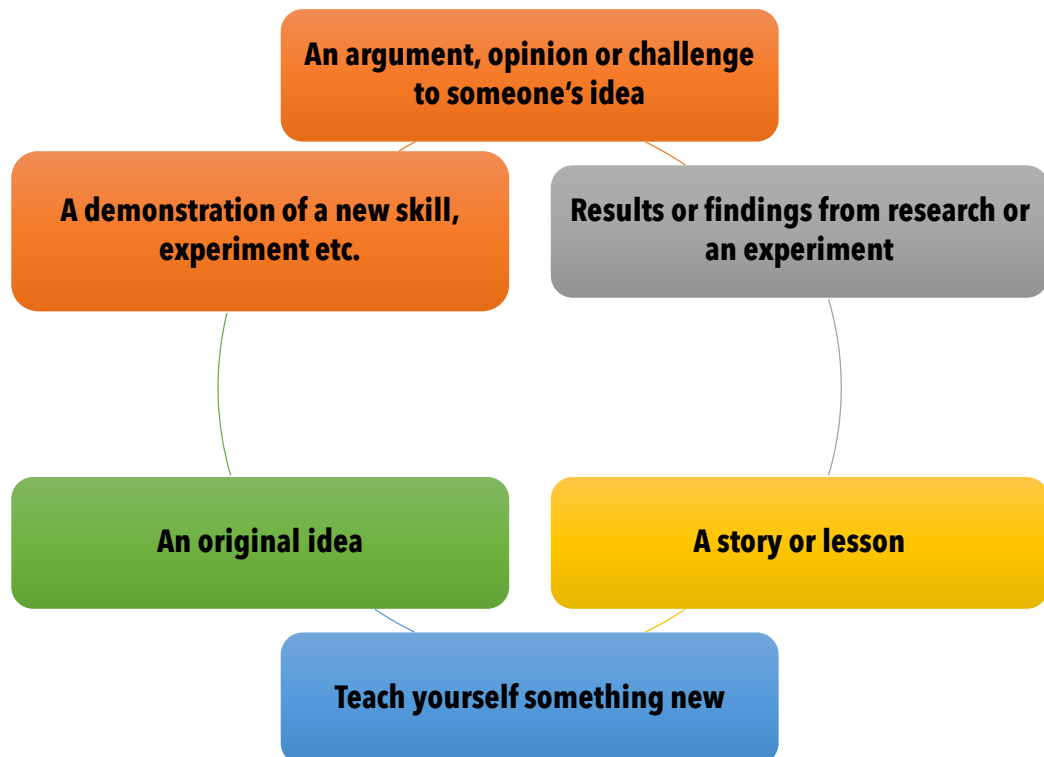 An argument, opinion or challenge
to someone’s idea
A demonstration of a new skill,
experiment etc.
Results or findings from research or
an experiment
An original idea
A story or lesson
Teach yourself something new